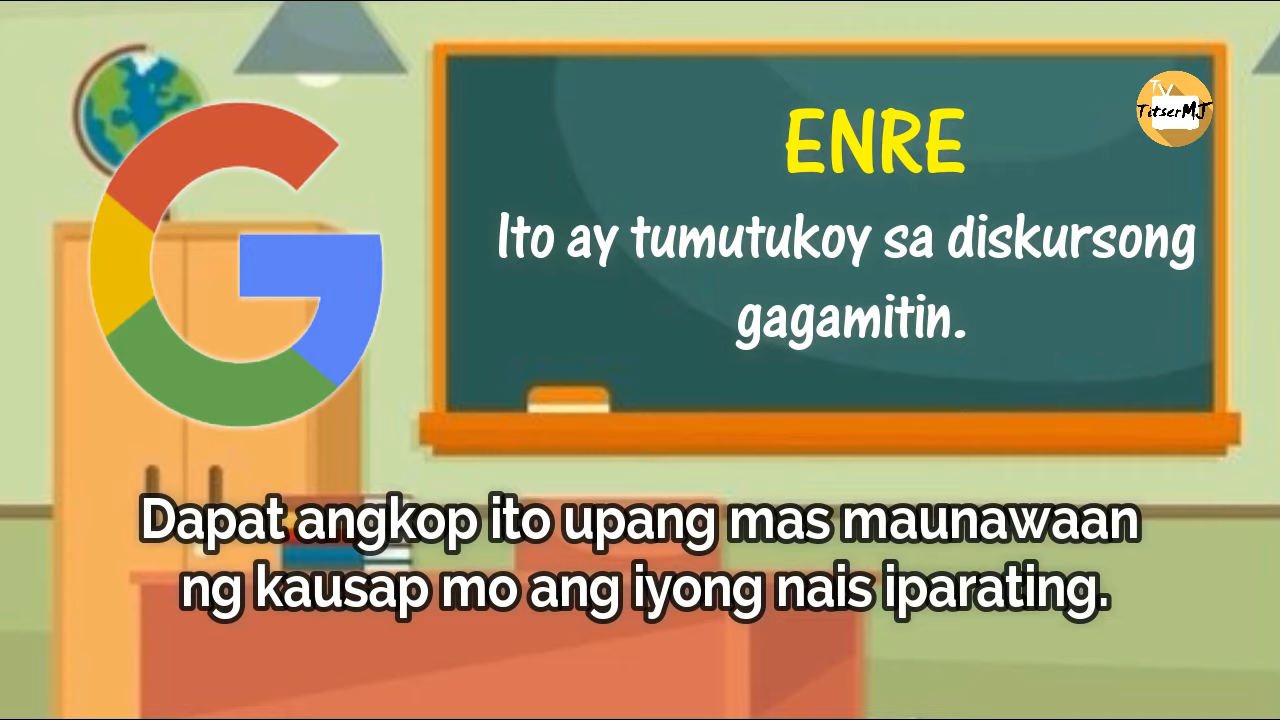 TV
TitserMJ
ENRE
Ito ay tumutukoy sa diskursong
gagamitin.
Dapat angkop ito upang mas maunawaan
ng kausap mo ang iyong nais iparating.